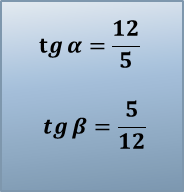 tg α = 12/5
tg β = 5/12